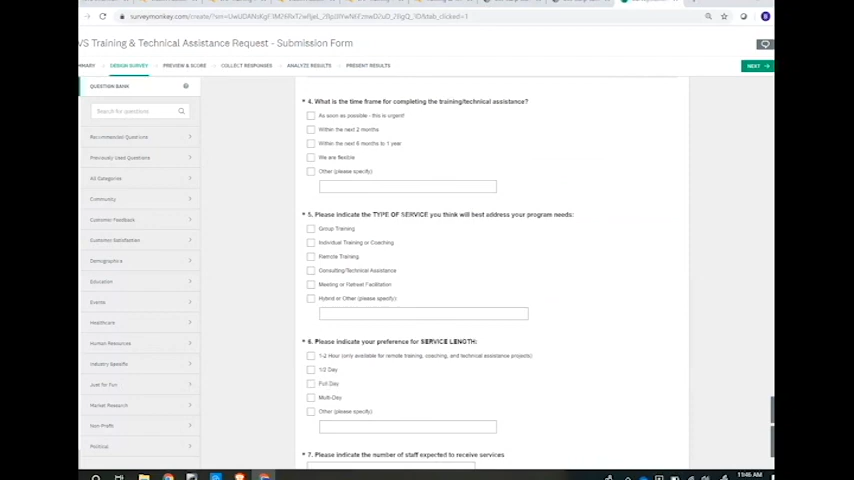 VS Training & Technical Assistance Request - Submission Form
MMARY
DESIGN SURVEY
PREVIEW & SCORE
COLLECT RESPONSES
ANALYZE RESULTS
PRESENT RESULTS
NEXT →
QUESTION BANK
Search for questions
Recommended Questions
Previously Used Questions
All Categories
Community
Customer Feedback
Customer Satisfaction
Demographics
Education
Events
Healthcare
Human Resources
Industry Specific
Just for Fun
Market Research
Non-Profit
Political
* 4. What is the time frame for completing the training/technical assistance?
As soon as possible - this is urgent!
Within the next 2 months
Within the next 6 months to 1 year
We are flexible
Other (please specify)
* 5. Please indicate the TYPE OF SERVICE you think will best address your program needs:
Group Training
Individual Training or Coaching
Remote Training
Consulting/Technical Assistance
Meeting or Retreat Facilitation
Hybrid or Other (please specify):
* 6. Please indicate your preference for SERVICE LENGTH:
1-2 Hour (only available for remote training, coaching, and technical assistance projects)
1/2 Day
Full Day
Multi-Day
Other (please specify)
* 7. Please indicate the number of staff expected to receive services
11:46 AM